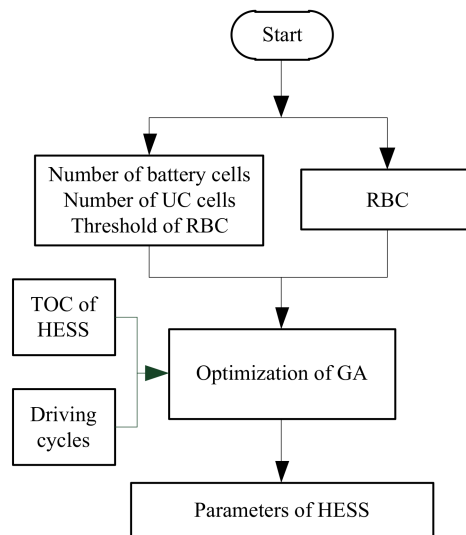 Start
Number of battery cells
Number of UC cells
Threshold of RBC
RBC
TOC of
HESS
Optimization of GA
Driving
cycles
Parameters of HESS